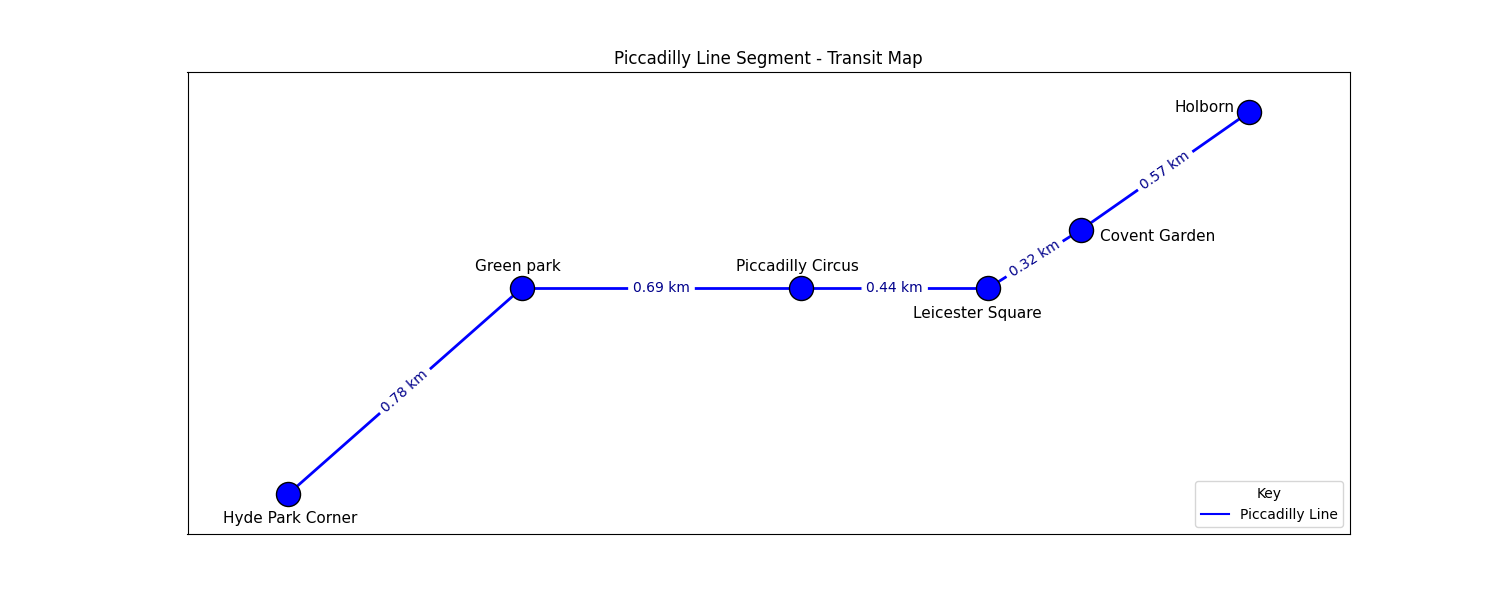 Piccadilly Line Segment - Transit Map
Holborn
0.57 km
Covent Garden
0.32 km
Green park
Piccadilly Circus
0.69 km
0.44 km
Leicester Square
0.78 km
Hyde Park Corner
Key
Piccadilly Line